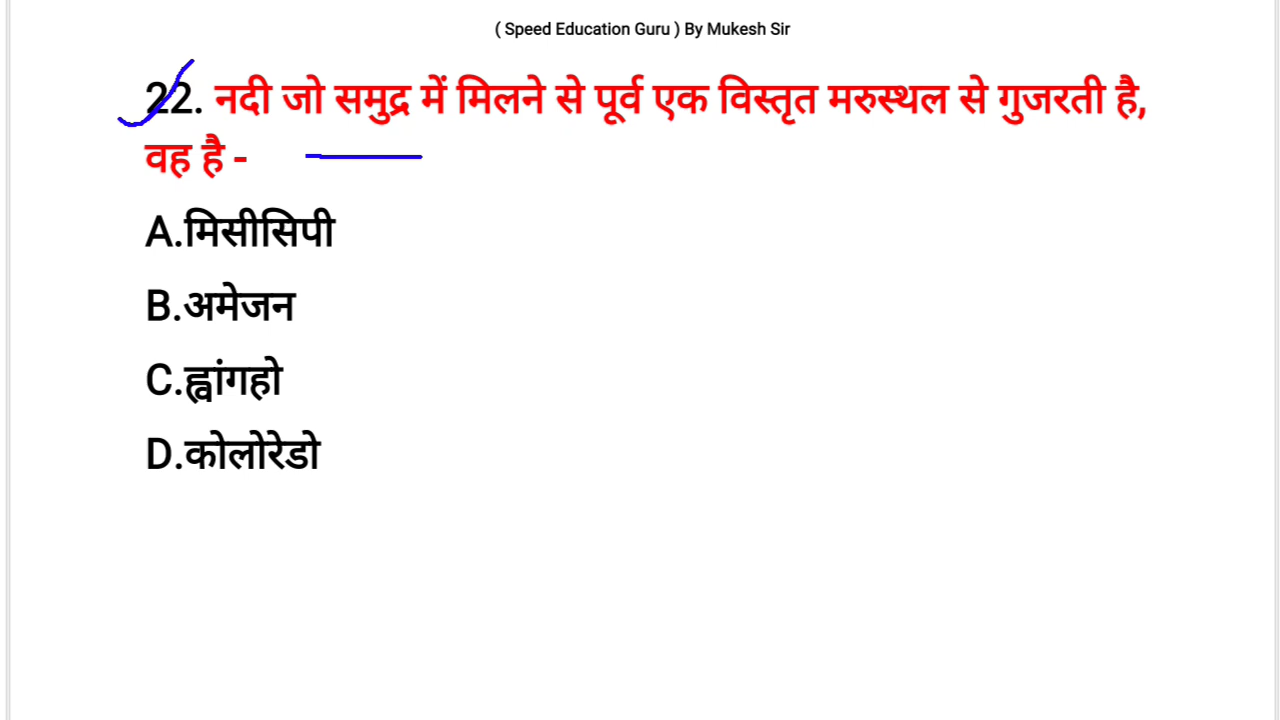 ( Speed Education Guru ) By Mukesh Sir
22. नदी जो समुद्र में मिलने से पूर्व एक विस्तृत मरुस्थल से गुजरती है,
वह है -
A.मिसीसिपी
B.अमेजन
C.ह्वांगहो
D.कोलोरेडो